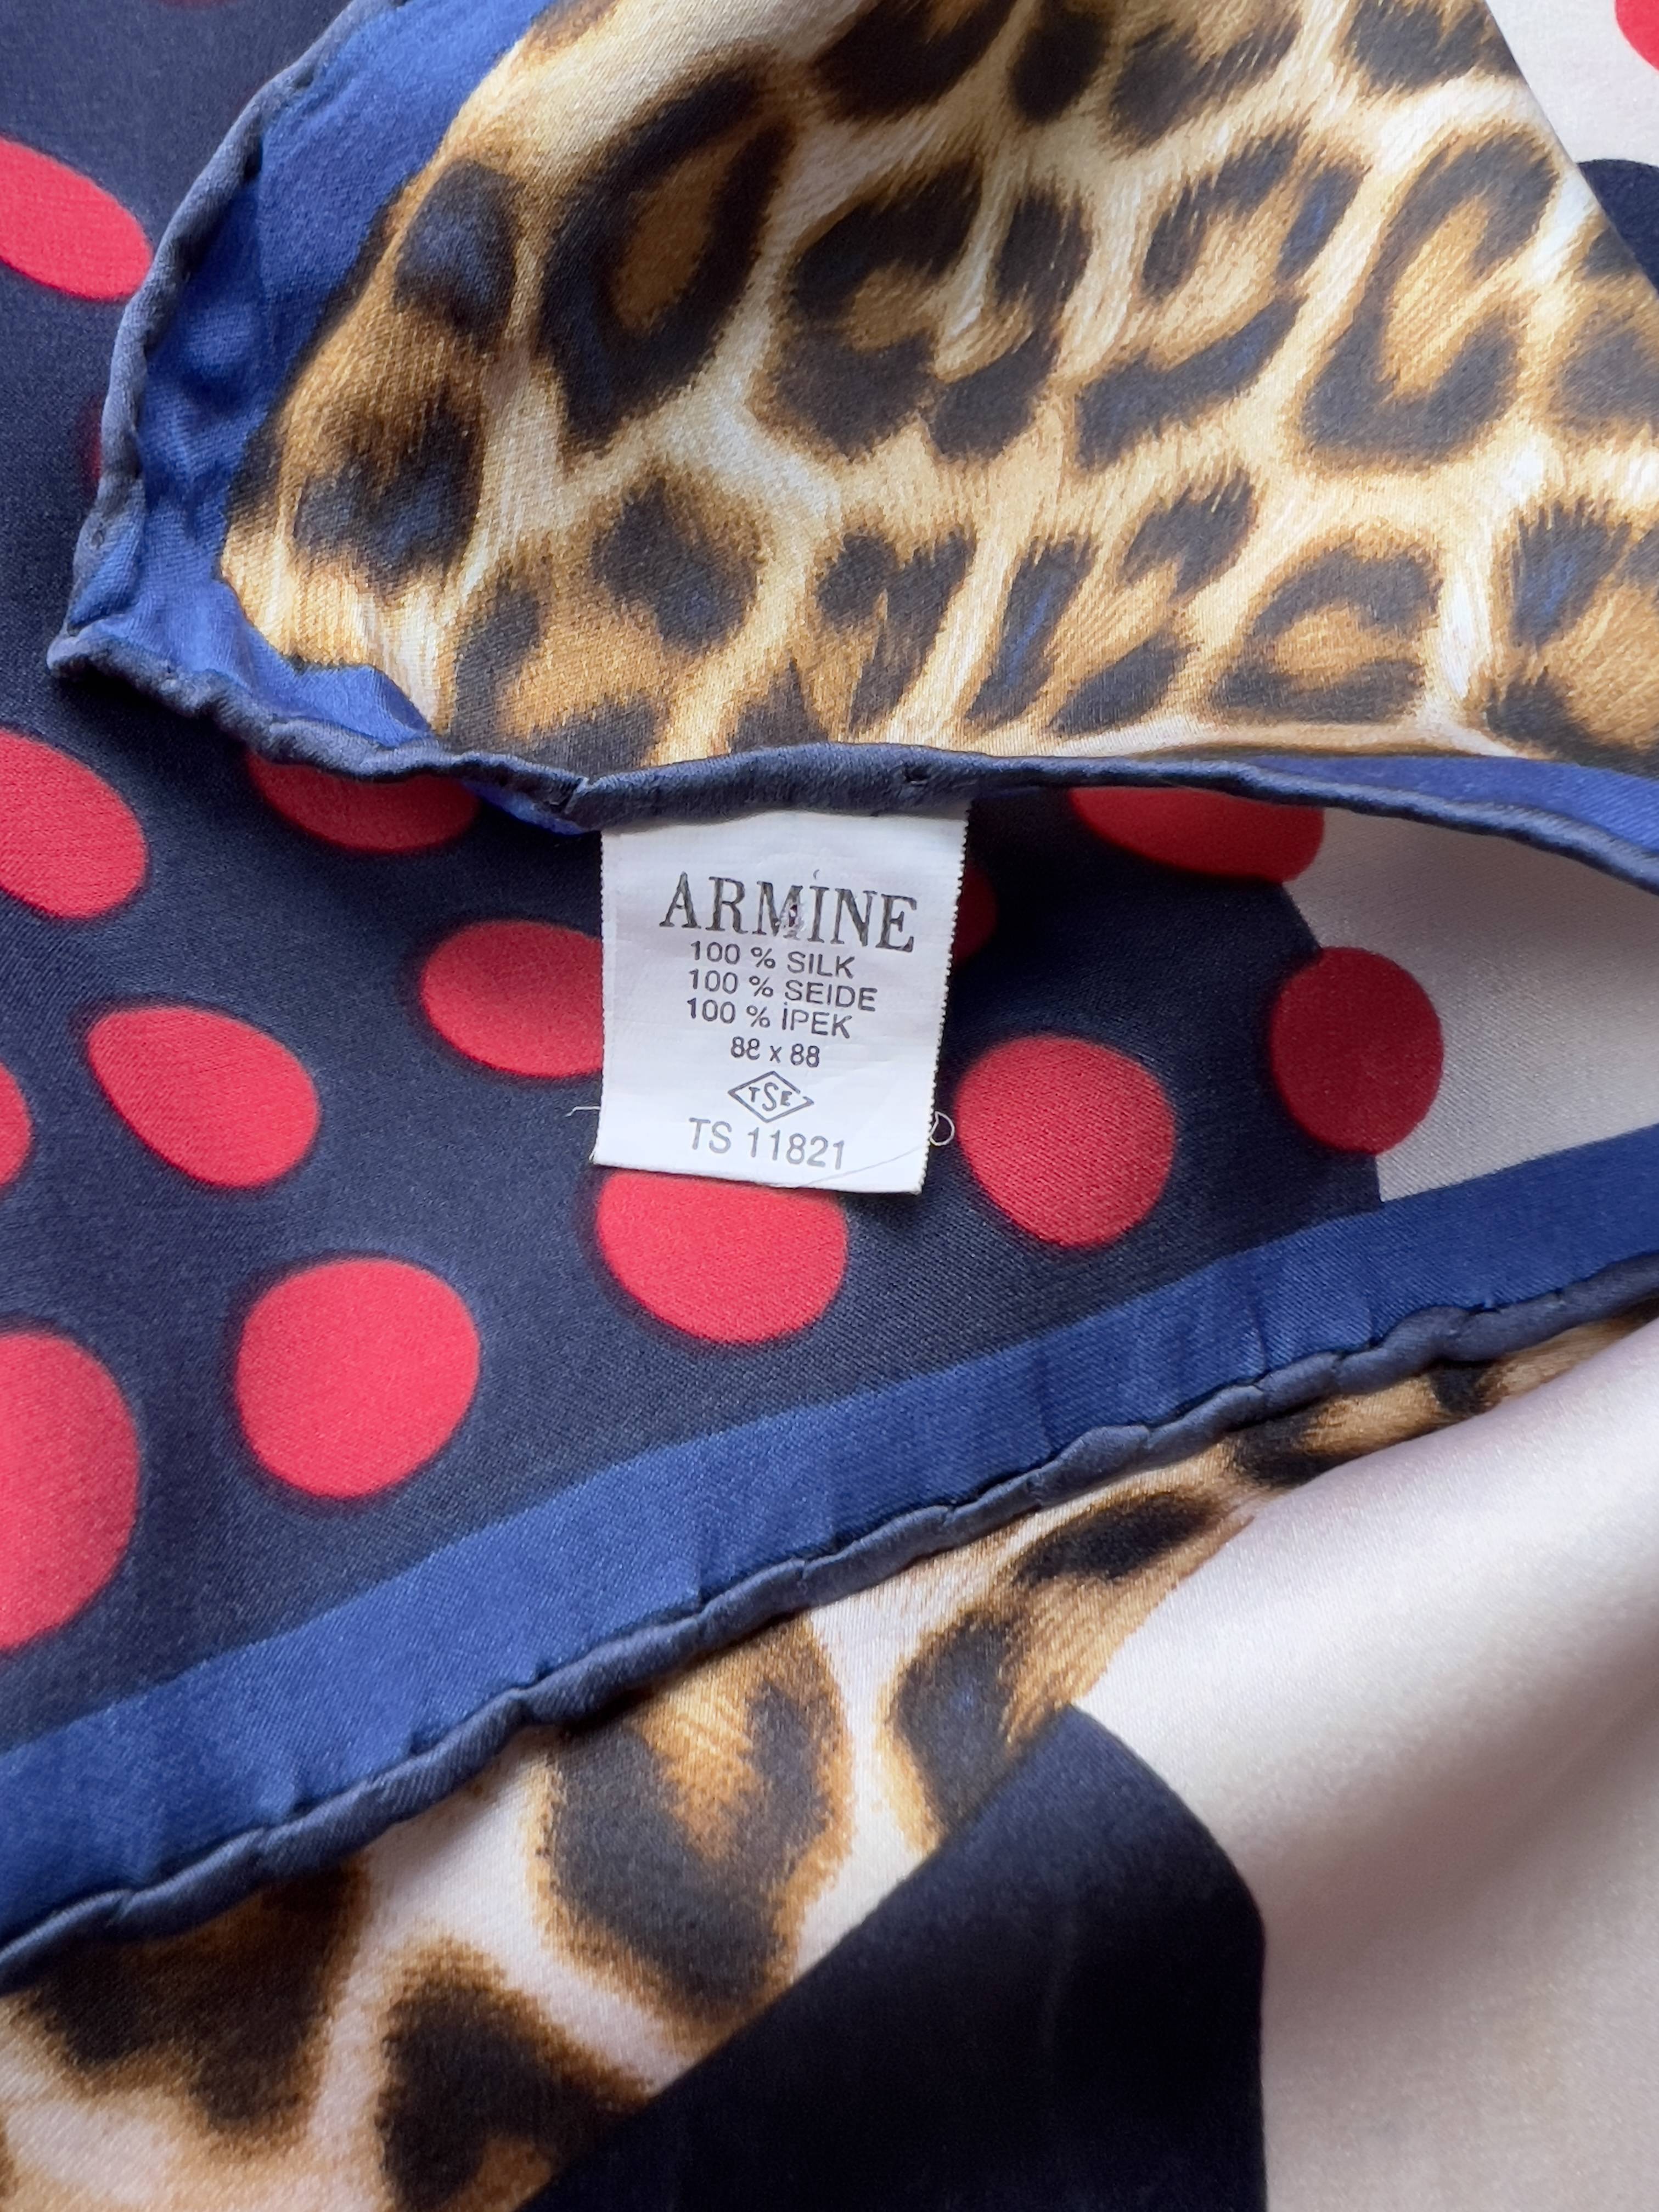 ARMİNE
100 % SILK
100 % SEIDE
100 % İPEK
88 x 88
TSE
TS 11821